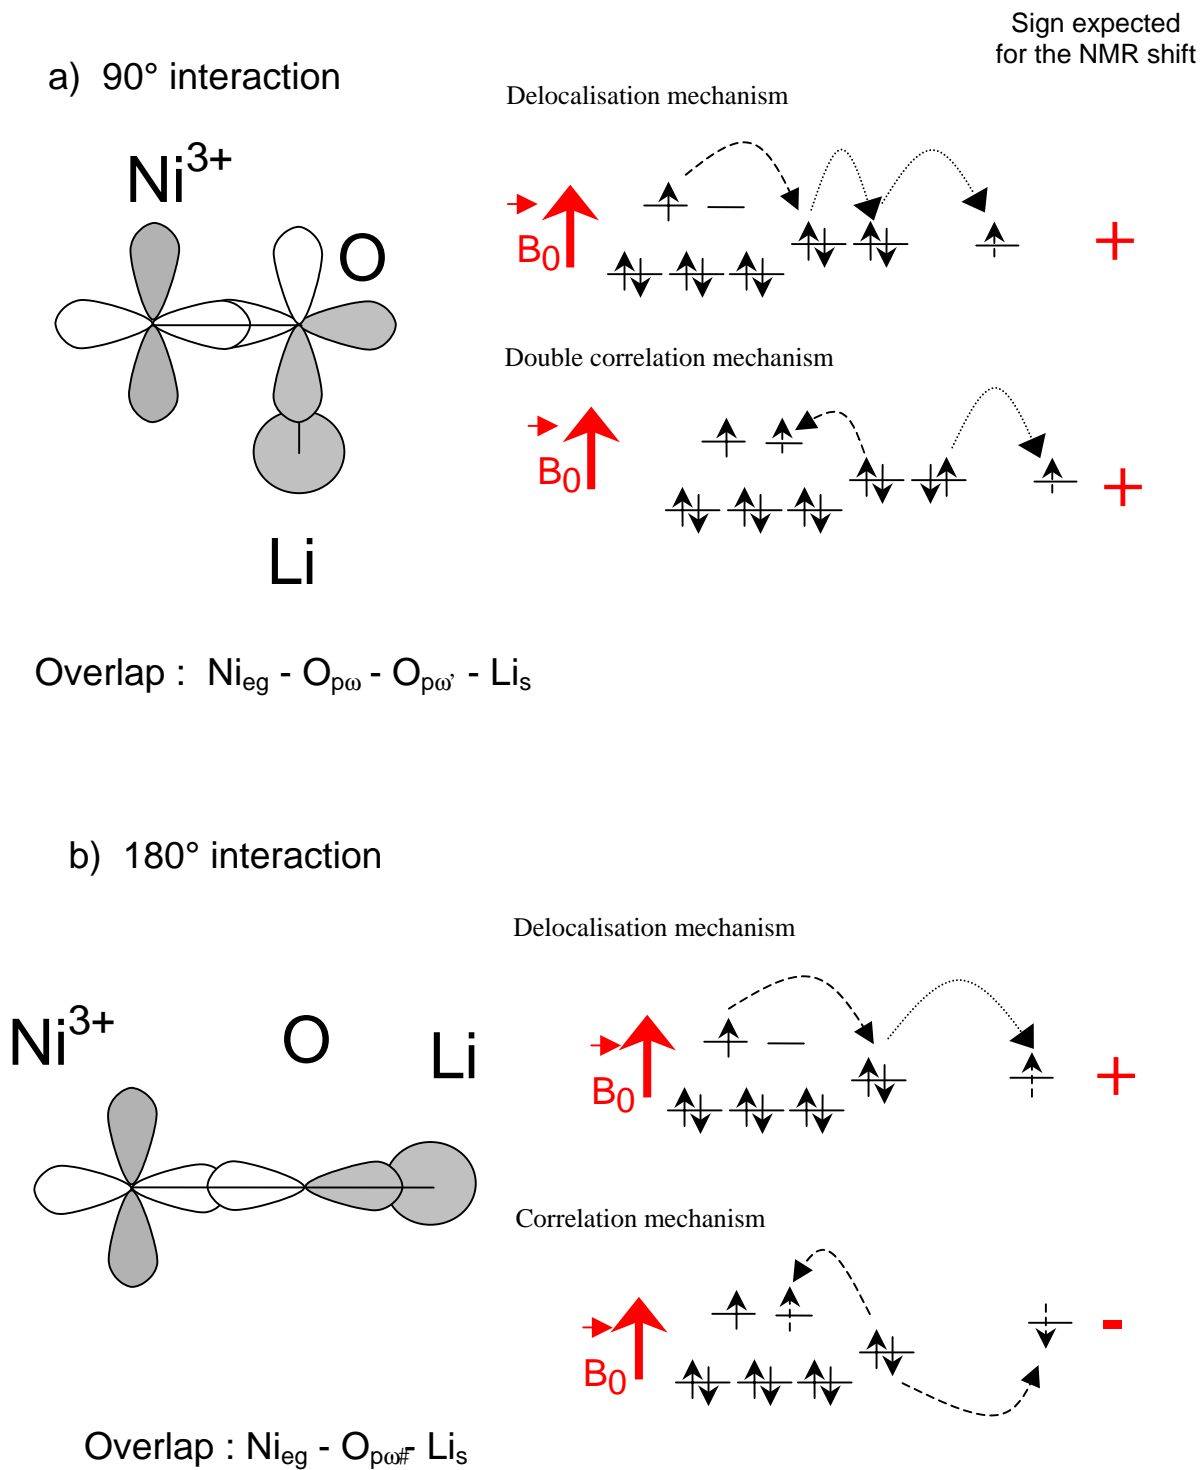 Sign expected
for the NMR shift
a) 90° interaction
Delocalisation mechanism
Ni3+
O
B0
+
Double correlation mechanism
B0
+
Li
Overlap : Nieg - Opω - Opω’ - Lis
b) 180° interaction
Delocalisation mechanism
Ni3+
O
Li
B0
+
Correlation mechanism
B0
-
Overlap : Nieg - Opω# - Lis